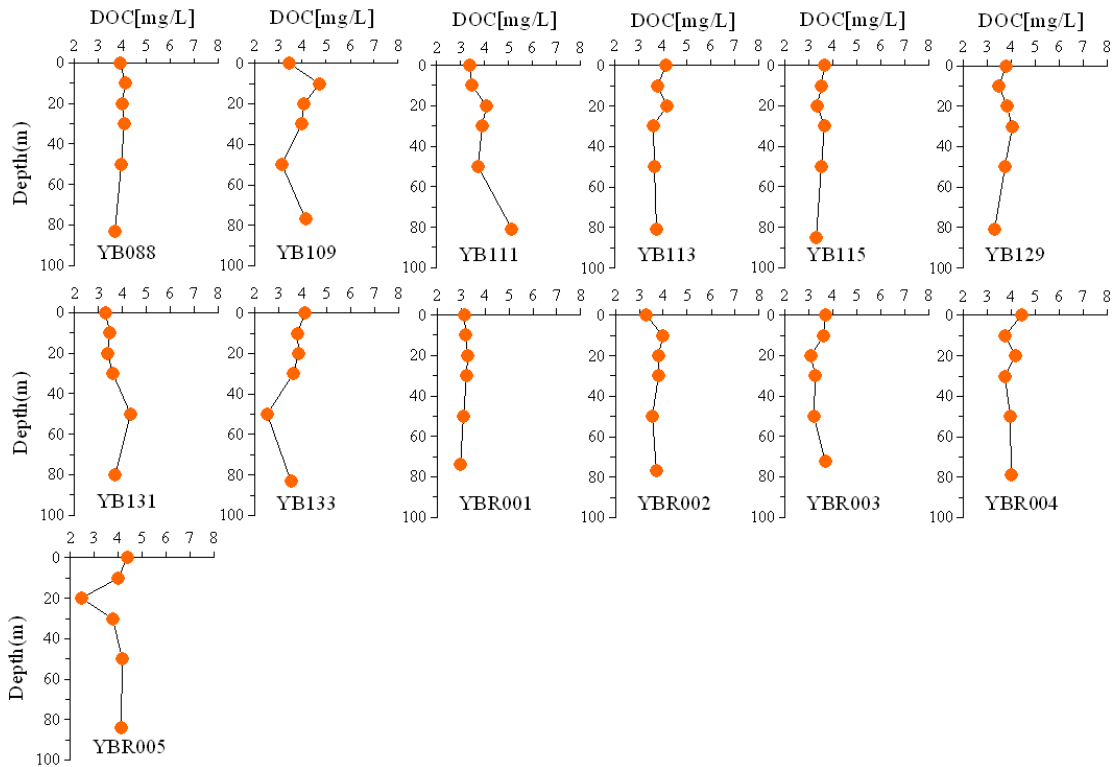 DOC[mg/L] DOC[mg/L] DOC[mg/L] DOC[mg/L] DOC[mg/L] DOC[mg/L]
2 3 4 5 6 7 8 2 3 4 5 6 7 8 2 3 4 5 6 7 8 2 3 4 5 6 7 8 2 3 4 5 6 7 8 2 3 4 5 6 7 8
0 0 0 0 0 0
20 20 20 20 20 20
40 40 40 40 40 40
60 60 60 60 60 60
80 80 80 80 80 80
100 100 100 100 100 100
Depth(m)
YB088 YB109 YB111 YB113 YB115 YB129
2 3 4 5 6 7 8 2 3 4 5 6 7 8 2 3 4 5 6 7 8 2 3 4 5 6 7 8 2 3 4 5 6 7 8 2 3 4 5 6 7 8
0 0 0 0 0 0
20 20 20 20 20 20
40 40 40 40 40 40
60 60 60 60 60 60
80 80 80 80 80 80
100 100 100 100 100 100
Depth(m)
YB131 YB133 YBR001 YBR002 YBR003 YBR004
2 3 4 5 6 7 8
0
20
40
60
80
100
Depth(m)
YBR005